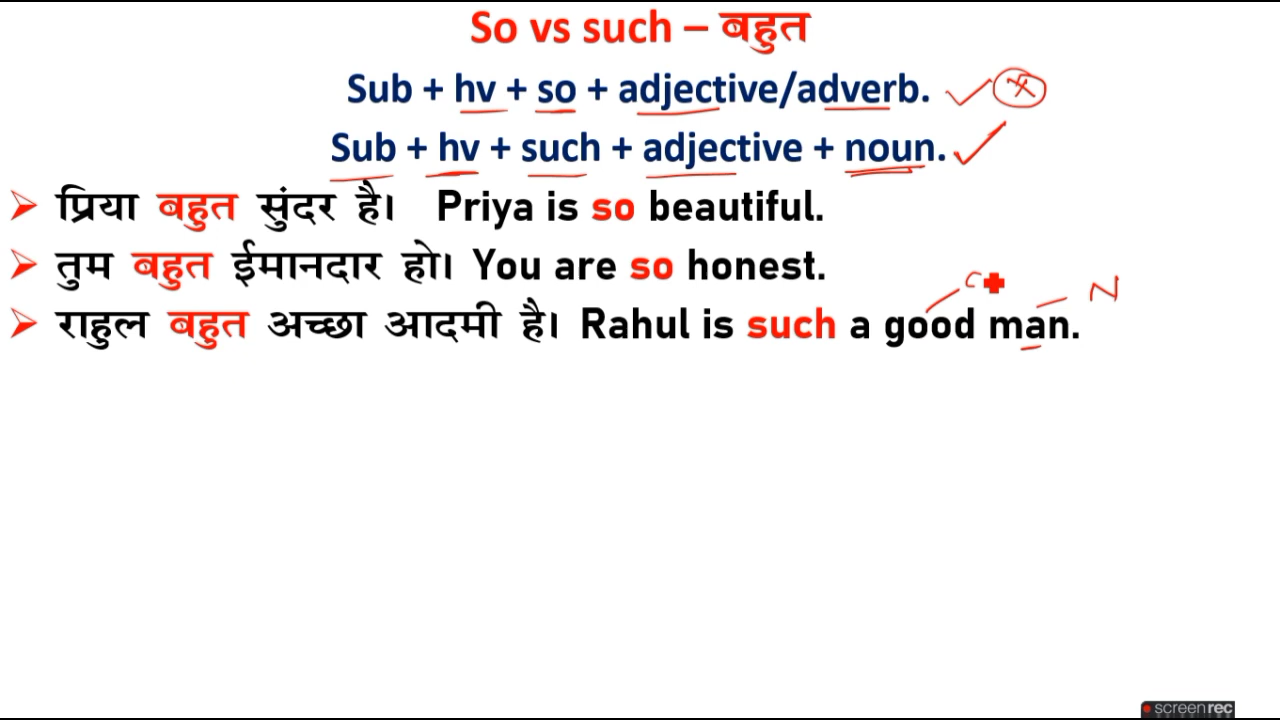 So vs such – बहुत
Sub + hv + so + adjective/adverb.
Sub + hv + such + adjective + noun.
प्रिया बहुत सुंदर है। Priya is so beautiful.
तुम बहुत ईमानदार हो। You are so honest.
N
राहुल बहुत अच्छा आदमी है। Rahul is such a good man.
screenrec